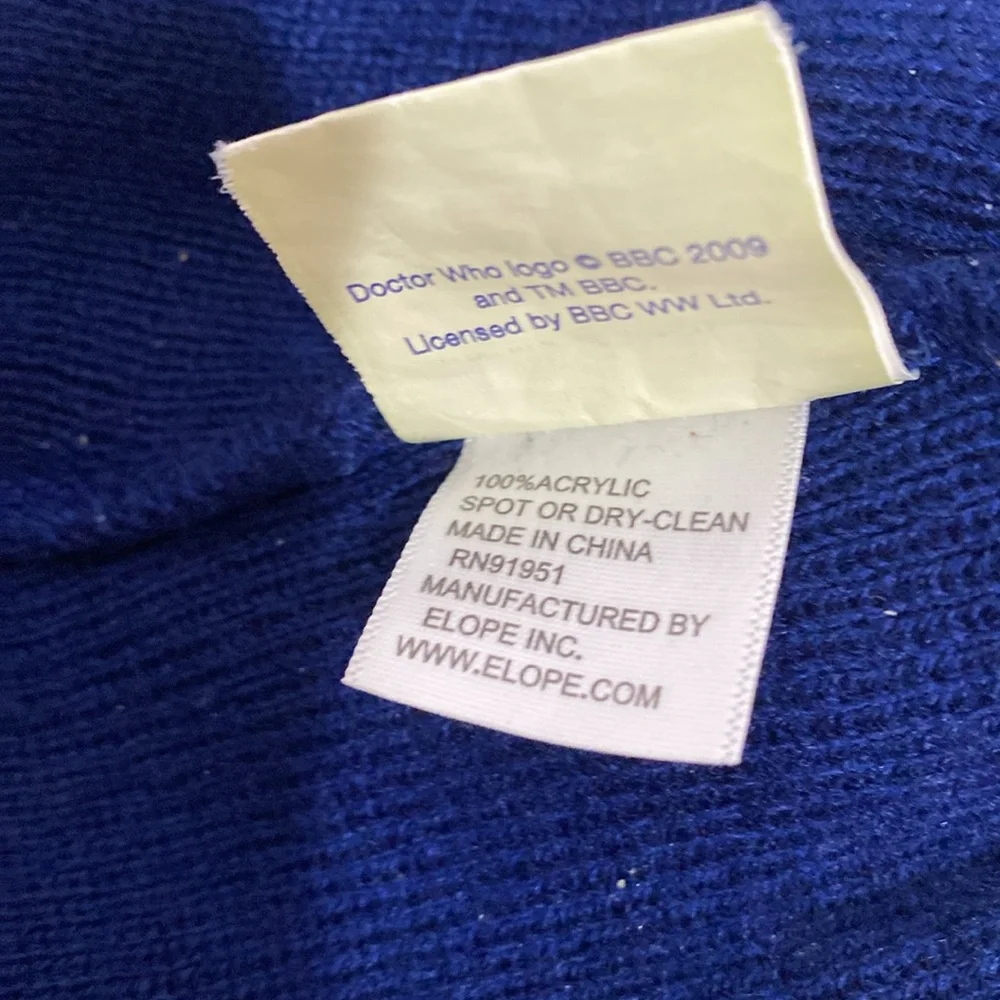 Doctor Who logo © BBC 2009
and TM BBC.
Licensed by BBC WW Ltd.
100%ACRYLIC
SPOT OR DRY-CLEAN
MADE IN CHINA
RN91951
MANUFACTURED BY
ELOPE INC.
WWW.ELOPE.COM